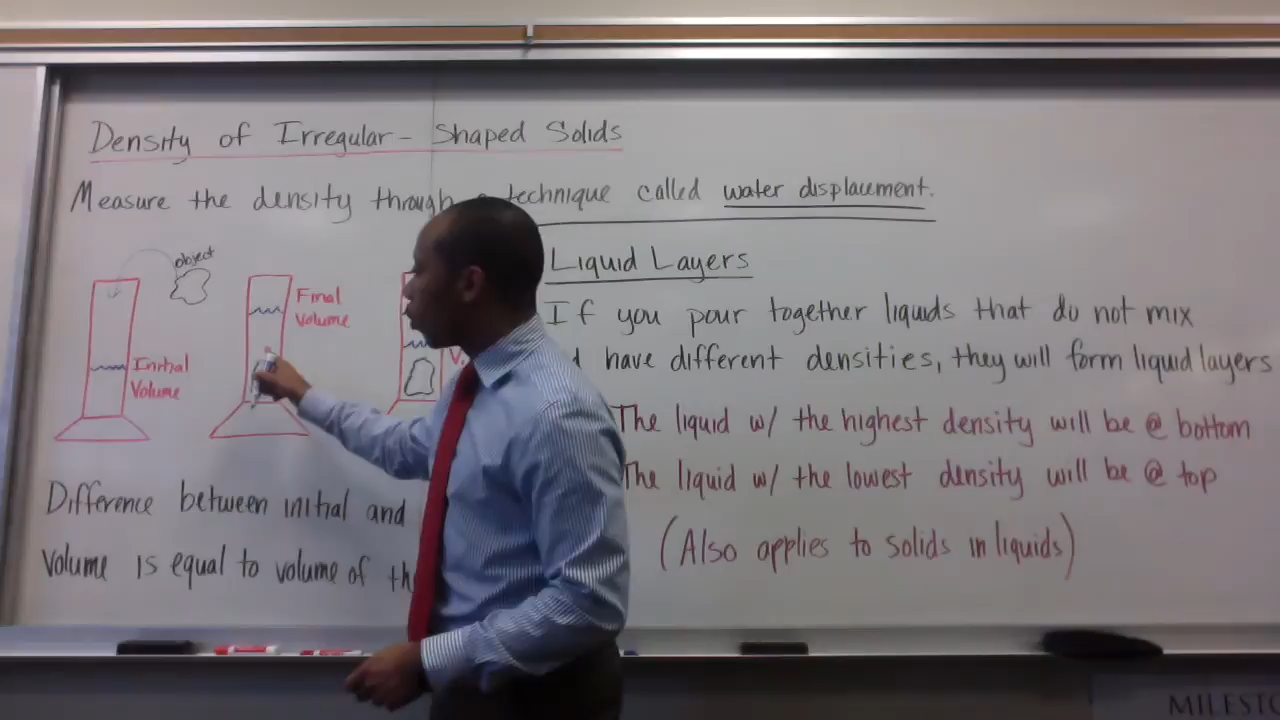 Density of Irregular-Shaped Solids
Measure the density through a technique called water displacement.
object
Initial
Volume
Final
Volume
Difference between initial and
Volume is equal to volume of
Liquid Layers
If you pour together liquids that do not mix
have different densities, they will form liquid layers
The liquid w/ the highest density will be @ bottom
The liquid w/ the lowest density will be @ top
(Also applies to solids in liquids)